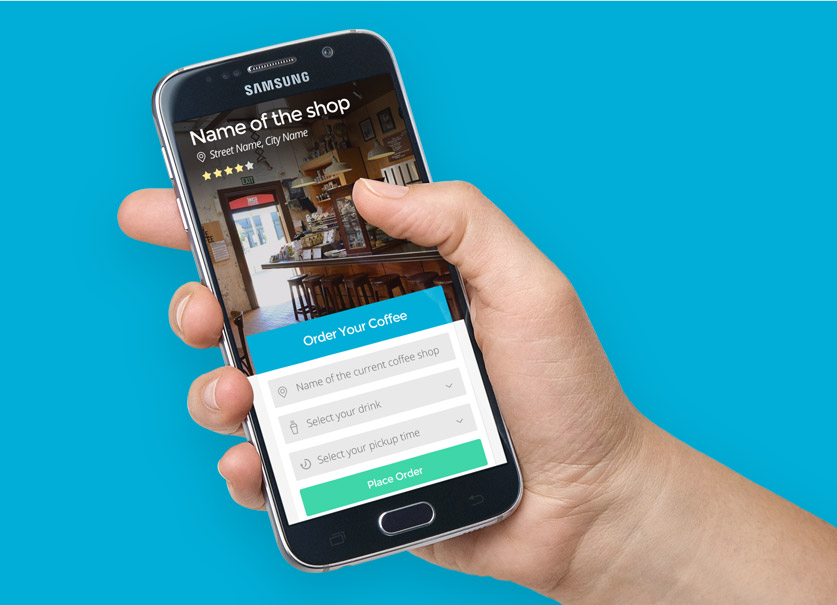 SAMSUNG
Name of the shop
Street Name, City Name
EXIT
Order Your Coffee
Name of the current coffee shop
Select your drink
Select your pickup time
Place Order